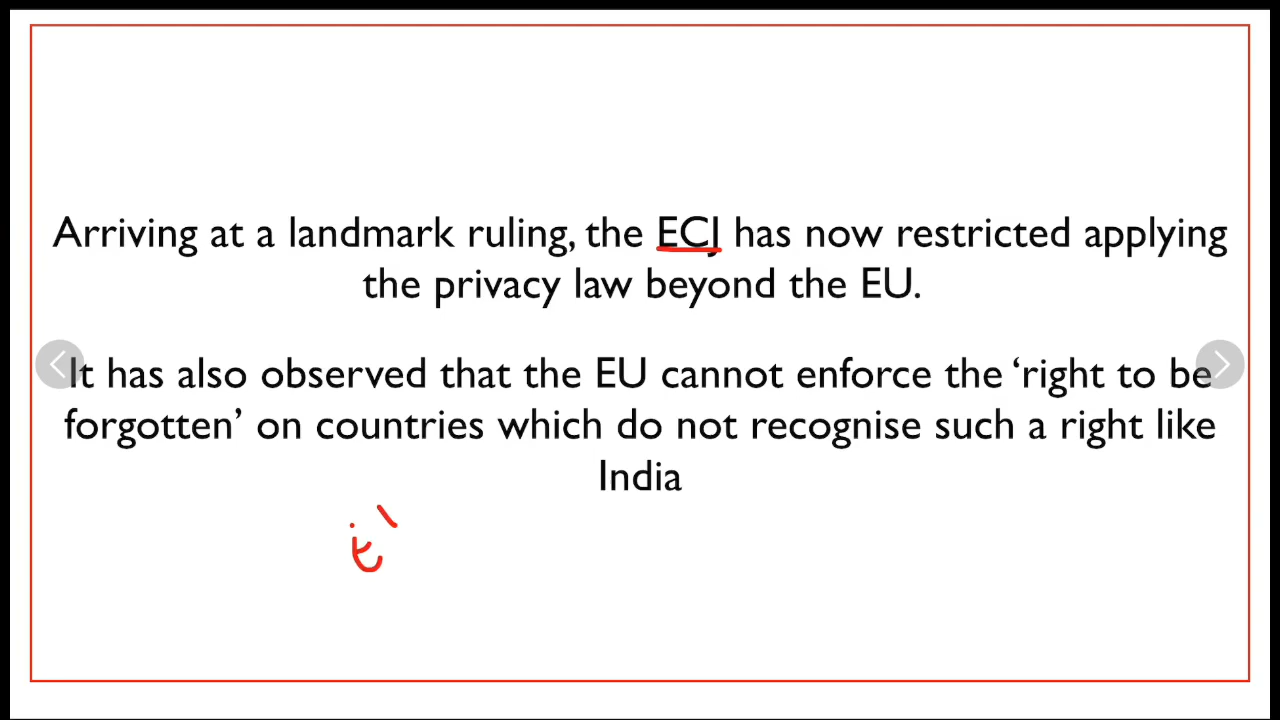 Arriving at a landmark ruling, the ECJ has now restricted applying
the privacy law beyond the EU.
It has also observed that the EU cannot enforce the ‘right to be
forgotten’ on countries which do not recognise such a right like
India